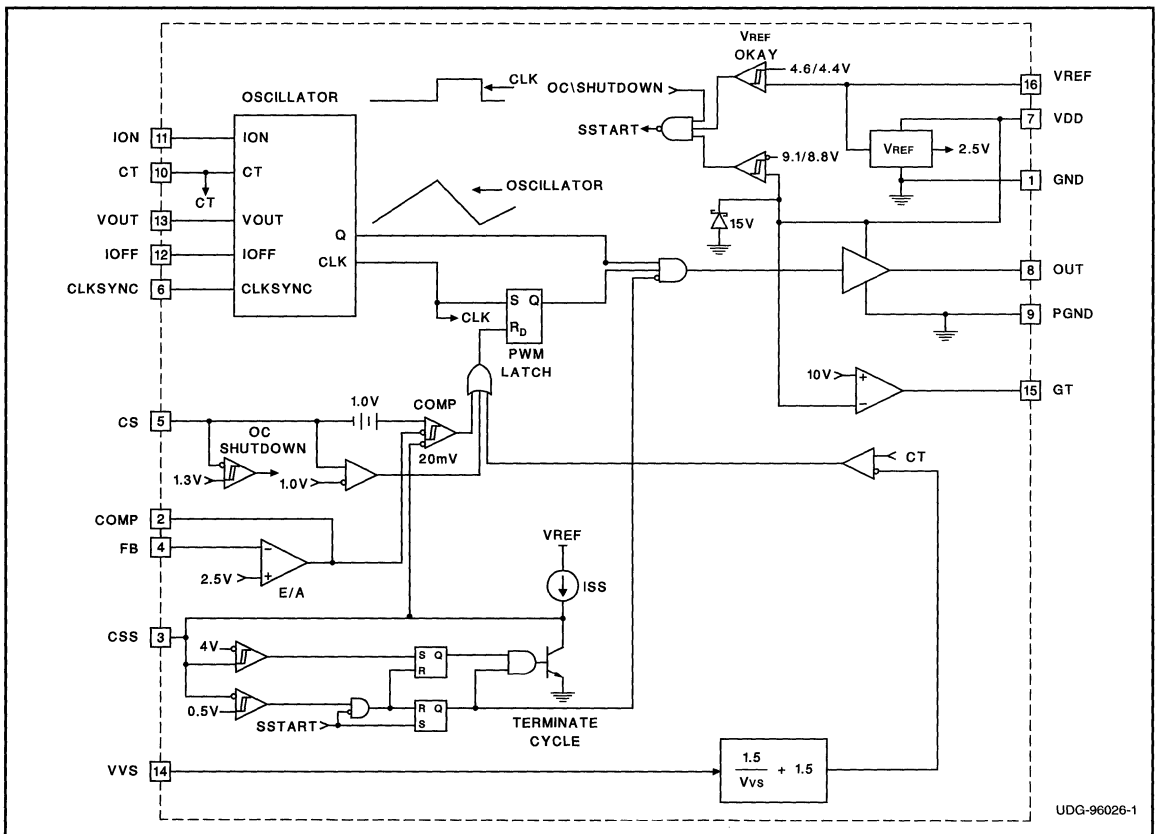 VREF
OKAY
4.6/4.4V
CLK
OC\SHUTDOWN
16 VREF
OSCILLATOR
SSTART
7 VDD
ION 11 ION
VREF
2.5V
9.1/8.8V
CT 10 CT
CT
1 GND
OSCILLATOR
VOUT 13 VOUT
15V
Q
IOFF 12 IOFF
CLK
8 OUT
CLKSYNC 6 CLKSYNC
S Q
CLK
RD
9 PGND
PWM
LATCH
10V
+
−
15 GT
1.0V
COMP
CS 5
OC
SHUTDOWN
20mV
CT
1.3V
1.0V
COMP 2
VREF
FB 4
−
2.5V
+
E/A
ISS
CSS 3
4V
S Q
R
0.5V
R Q
S
SSTART
TERMINATE
CYCLE
VVS 14
1.5
VVS
+ 1.5
UDG-96026-1